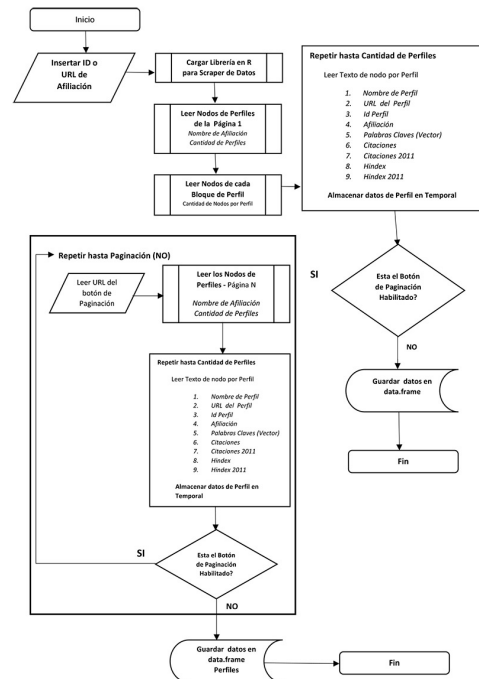 Inicio
Insertar ID o
URL de
Afiliación
Cargar Librería en R
para Scraper de Datos
Leer Nodos de Perfiles
de la Página 1
Nombre de Afiliación
Cantidad de Perfiles
Leer Nodos de cada
Bloque de Perfil
Cantidad de Nodos por Perfil
Repetir hasta Cantidad de Perfiles
Leer Texto de nodo por Perfil
1. Nombre de Perfil
2. URL del Perfil
3. Id Perfil
4. Afiliación
5. Palabras Claves (Vector)
6. Citaciones
7. Citaciones 2011
8. Hindex
9. Hindex 2011
Almacenar datos de Perfil en Temporal
Esta el Botón
de Paginación
Habilitado?
SI
NO
Guardar datos en
data.frame
Fin
Repetir hasta Paginación (NO)
Leer URL del
botón de
Paginación
Leer los Nodos de
Perfiles - Página N
Nombre de Afiliación
Cantidad de Perfiles
Repetir hasta Cantidad de Perfiles
Leer Texto de nodo por Perfil
1. Nombre de Perfil
2. URL del Perfil
3. Id Perfil
4. Afiliación
5. Palabras Claves (Vector)
6. Citaciones
7. Citaciones 2011
8. Hindex
9. Hindex 2011
Almacenar datos de Perfil en
Temporal
SI
Esta el Botón
de Paginación
Habilitado?
NO
Guardar datos en
data.frame
Perfiles
Fin